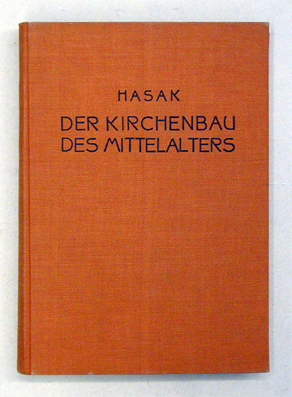 HASAK
DER KIRCHENBAU
DES MITTELALTERS